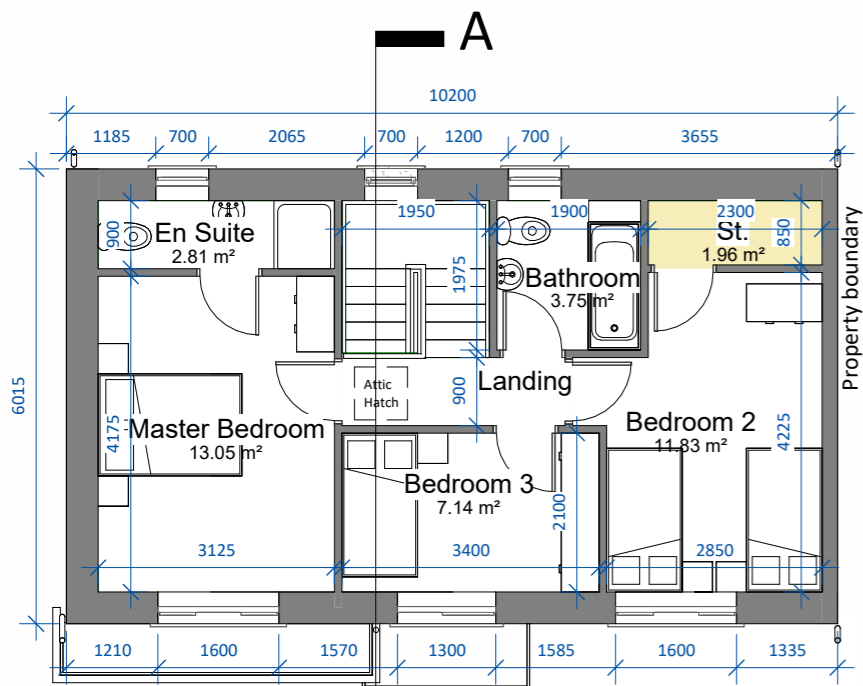 A
10200
1185 700 2065 700 1200 700 3655
En Suite
2.81 m²
900
1950
1900
2300
St.
1.96 m²
850
1975
Bathroom
3.75 m²
Property boundary
6015
Attic
Hatch
900
Landing
4175
Master Bedroom
13.05 m²
Bedroom 3
7.14 m²
2100
Bedroom 2
11.83 m²
4225
3125
3400
2850
1210 1600 1570 1300 1585 1600 1335